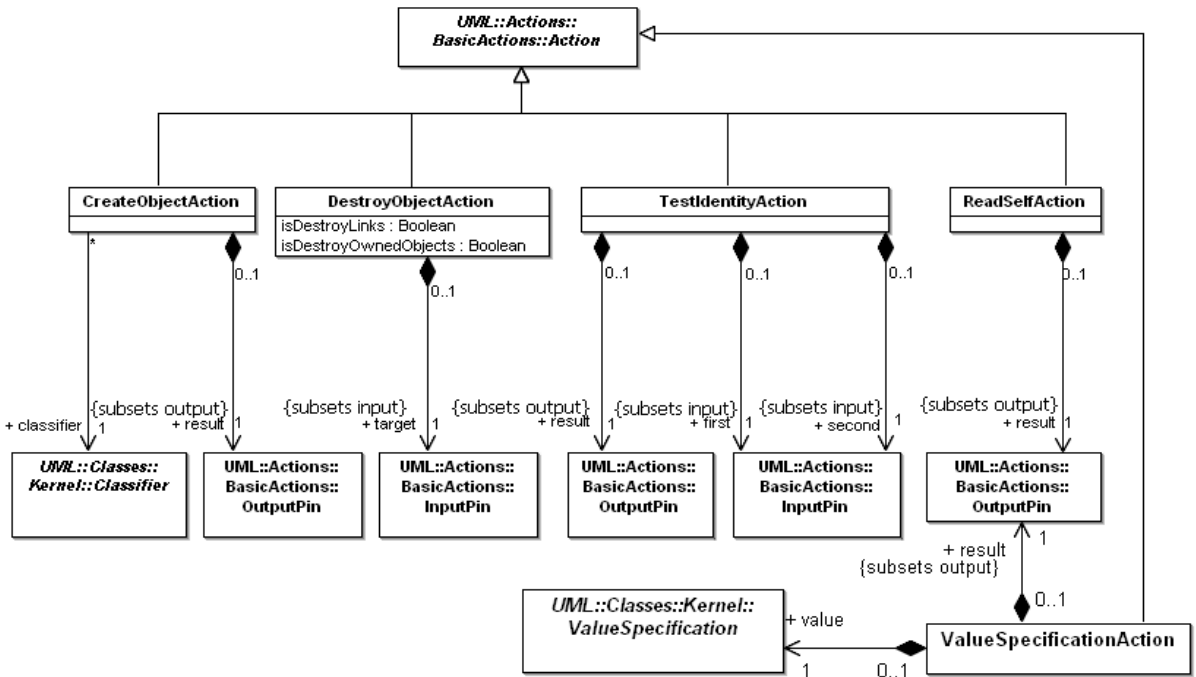 UML::Actions::
BasicActions::Action
CreateObjectAction
DestroyObjectAction
isDestroyLinks : Boolean
isDestroyOwnedObjects : Boolean
TestIdentityAction
ReadSelfAction
*
0..1
0..1
0..1
0..1
0..1
0..1
+ classifier
1
{subsets output}
+ result
1
{subsets input}
+ target
1
{subsets output}
+ result
1
{subsets input}
+ first
1
{subsets input}
+ second
1
{subsets output}
+ result
1
UML::Classes::
Kernel::Classifier
UML::Actions::
BasicActions::
OutputPin
UML::Actions::
BasicActions::
InputPin
UML::Actions::
BasicActions::
OutputPin
UML::Actions::
BasicActions::
InputPin
UML::Actions::
BasicActions::
OutputPin
+ result
1
{subsets output}
0..1
UML::Classes::Kernel::
ValueSpecification
+ value
1
0..1
ValueSpecificationAction